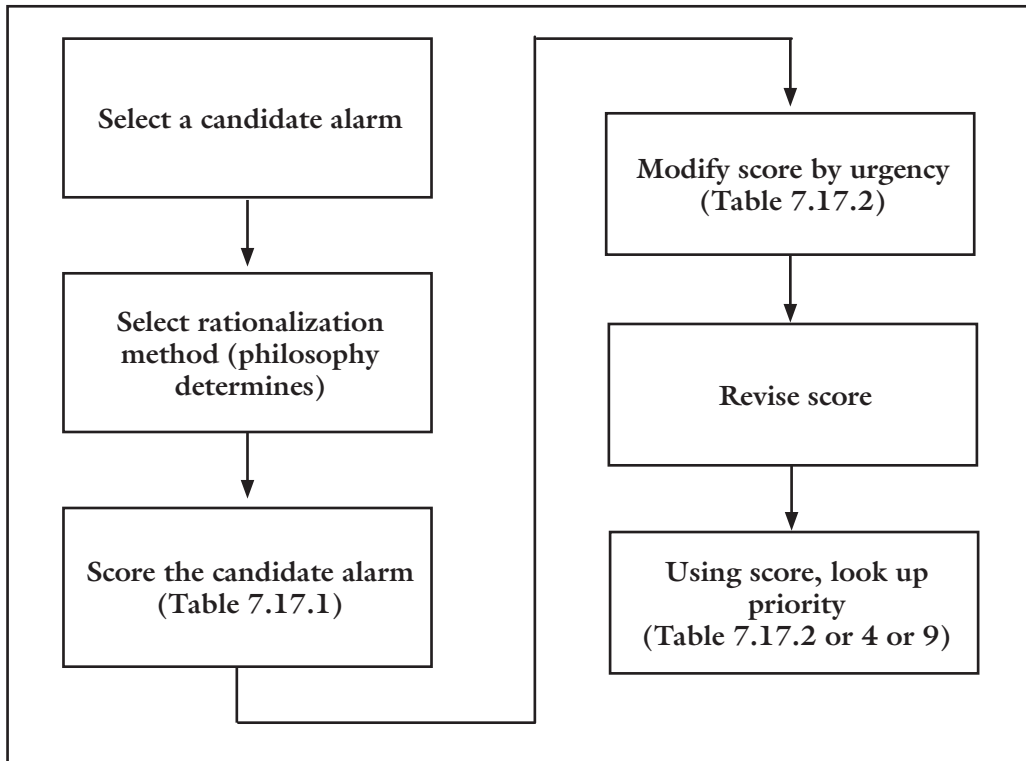 Select a candidate alarm
Select rationalization
method (philosophy
determines)
Score the candidate alarm
(Table 7.17.1)
Modify score by urgency
(Table 7.17.2)
Revise score
Using score, look up
priority
(Table 7.17.2 or 4 or 9)